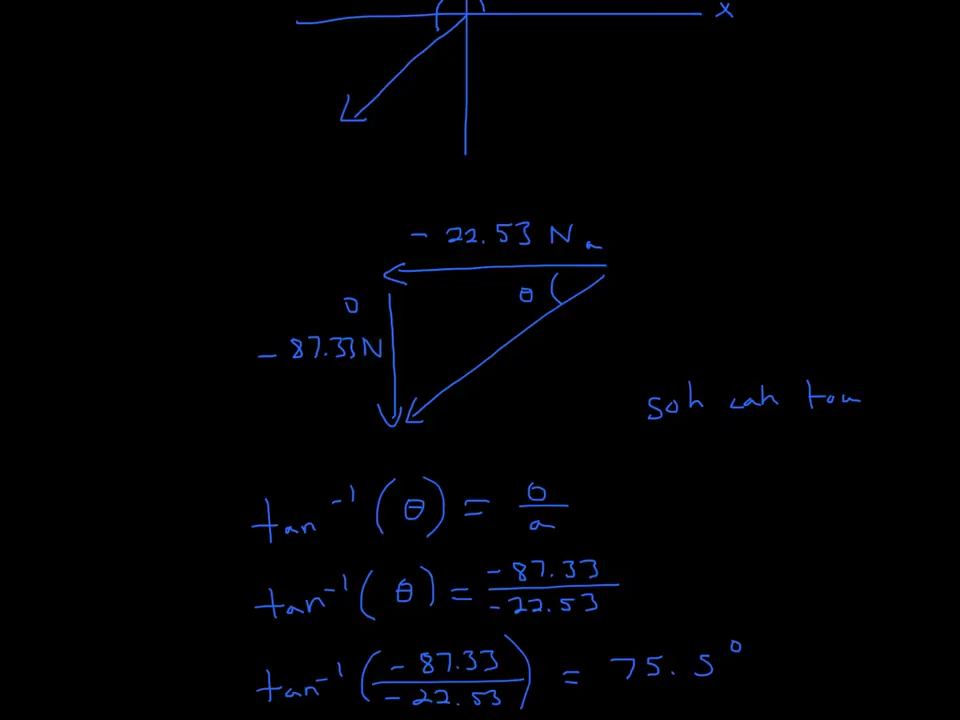 x
- 22.53 N a
θ
o
- 87.33N
soh cah toa
tan⁻¹(θ) = o/a
tan⁻¹(θ) = -87.33/-22.53
tan⁻¹(-87.33/-22.53) = 75.5°